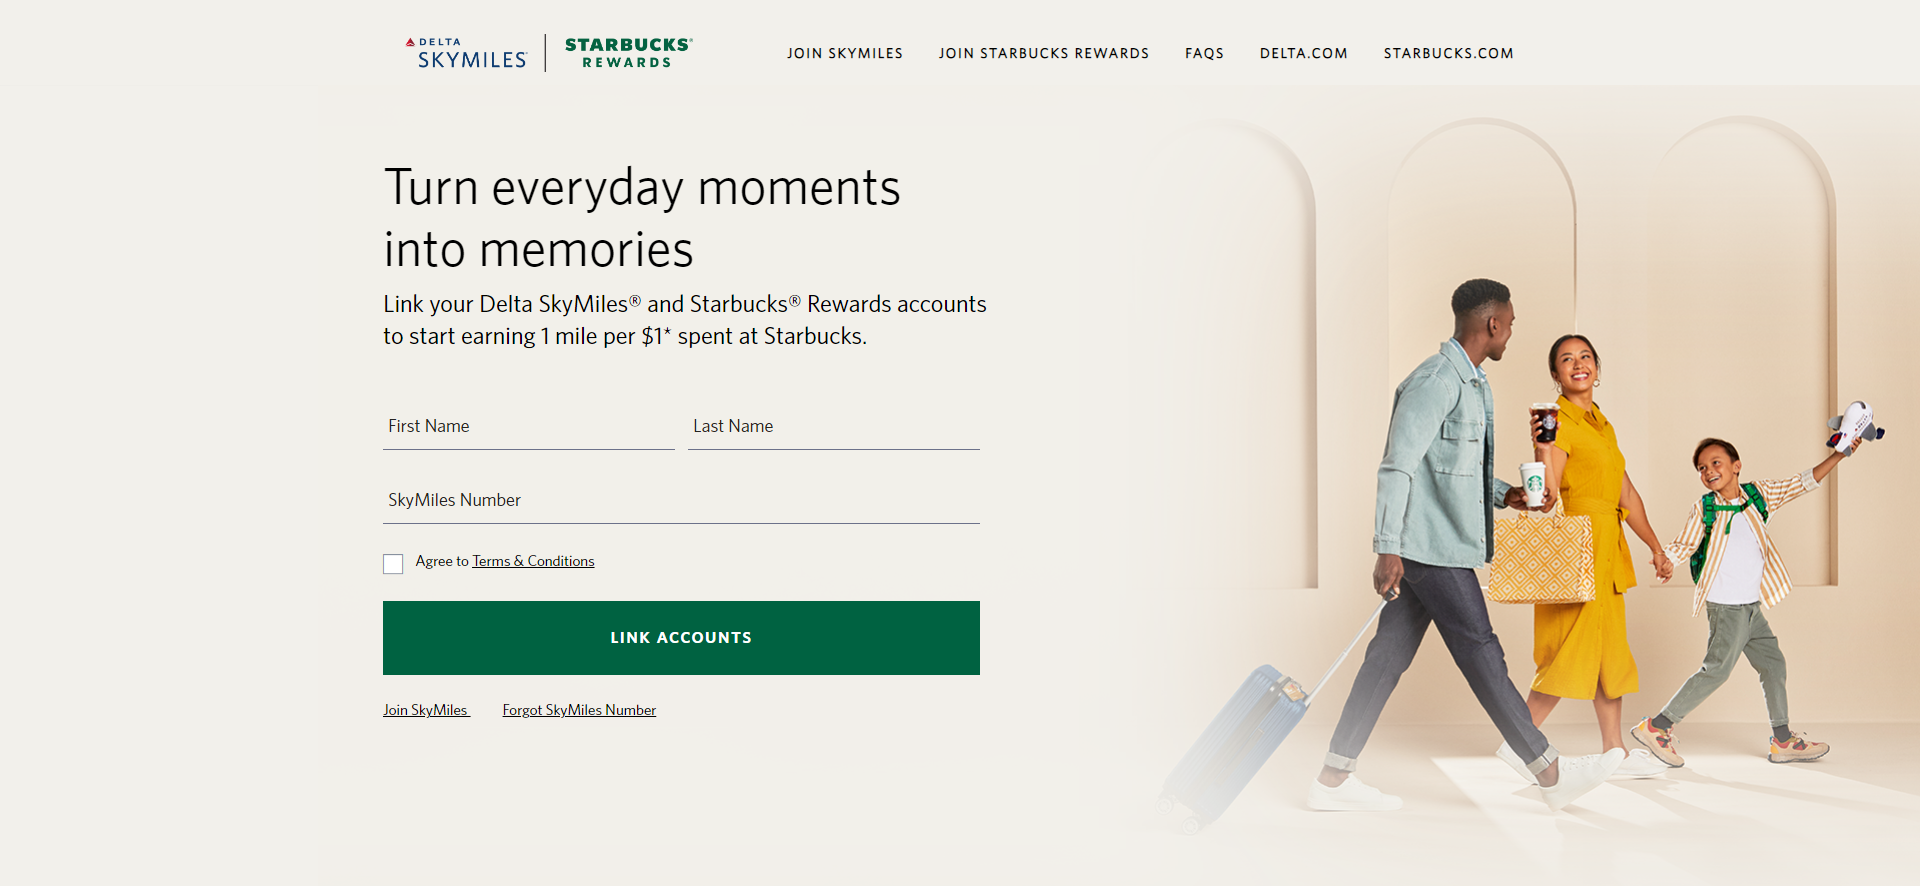 DELTA
SKYMILES
STARBUCKS®
REWARDS
JOIN SKYMILES
JOIN STARBUCKS REWARDS
FAQS
DELTA.COM
STARBUCKS.COM
Turn everyday moments
into memories
Link your Delta SkyMiles® and Starbucks® Rewards accounts
to start earning 1 mile per $1* spent at Starbucks.
First Name
Last Name
SkyMiles Number
Agree to Terms & Conditions
LINK ACCOUNTS
Join SkyMiles
Forgot SkyMiles Number